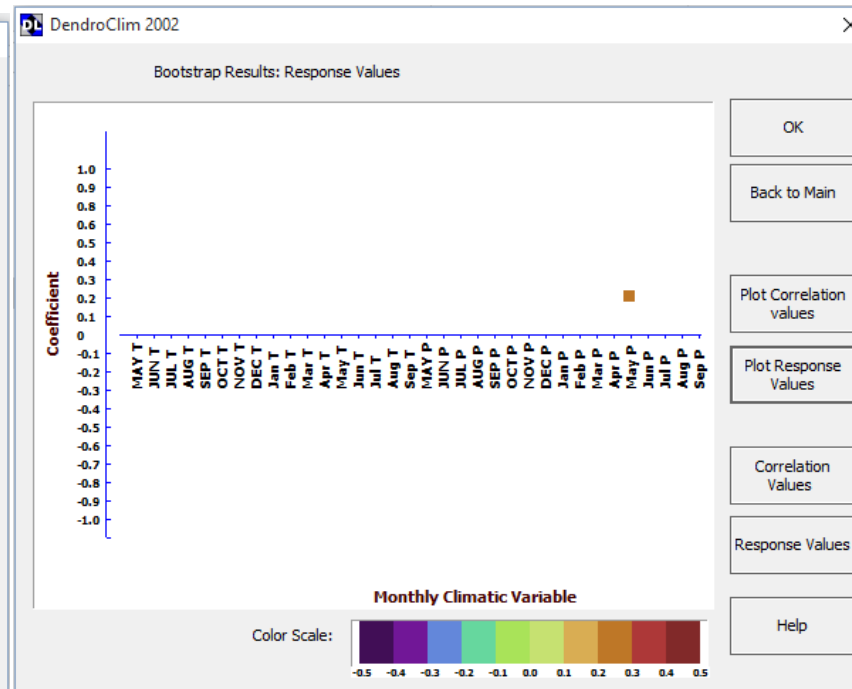 DL DendroClim 2002
Bootstrap Results: Response Values
1.0
0.9
0.8
0.7
0.6
0.5
0.4
0.3
0.2
0.1
0
-0.1
-0.2
-0.3
-0.4
-0.5
-0.6
-0.7
-0.8
-0.9
-1.0
Coefficient
MAY T
JUN T
JUL T
AUG T
SEP T
OCT T
NOV T
DEC T
Jan T
Feb T
Mar T
Apr T
May T
Jun T
Jul T
Aug T
Sep T
MAY P
JUN P
JUL P
AUG P
SEP P
OCT P
NOV P
DEC P
Jan P
Feb P
Mar P
Apr P
May P
Jun P
Jul P
Aug P
Sep P
Monthly Climatic Variable
Color Scale:
-0.5 -0.4 -0.3 -0.2 -0.1 0.0 0.1 0.2 0.3 0.4 0.5
OK
Back to Main
Plot Correlation
values
Plot Response
Values
Correlation
Values
Response Values
Help